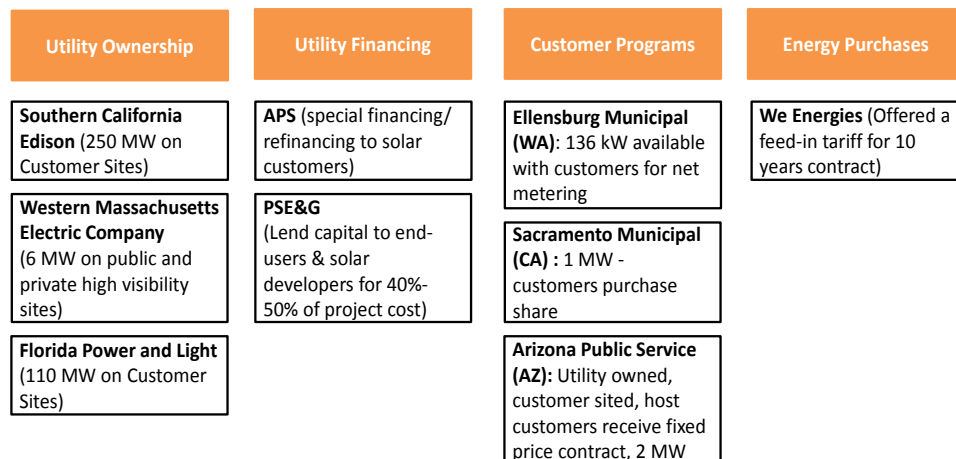 Utility Ownership
Southern California
Edison (250 MW on
Customer Sites)
Western Massachusetts
Electric Company
(6 MW on public and
private high visibility
sites)
Florida Power and Light
(110 MW on Customer
Sites)
Utility Financing
APS (special financing/
refinancing to solar
customers)
PSE&G
(Lend capital to end-
users & solar
developers for 40%-
50% of project cost)
Customer Programs
Ellensburg Municipal
(WA): 136 kW available
with customers for net
metering
Sacramento Municipal
(CA) : 1 MW -
customers purchase
share
Arizona Public Service
(AZ): Utility owned,
customer sited, host
customers receive fixed
price contract, 2 MW
Energy Purchases
We Energies (Offered a
feed-in tariff for 10
years contract)